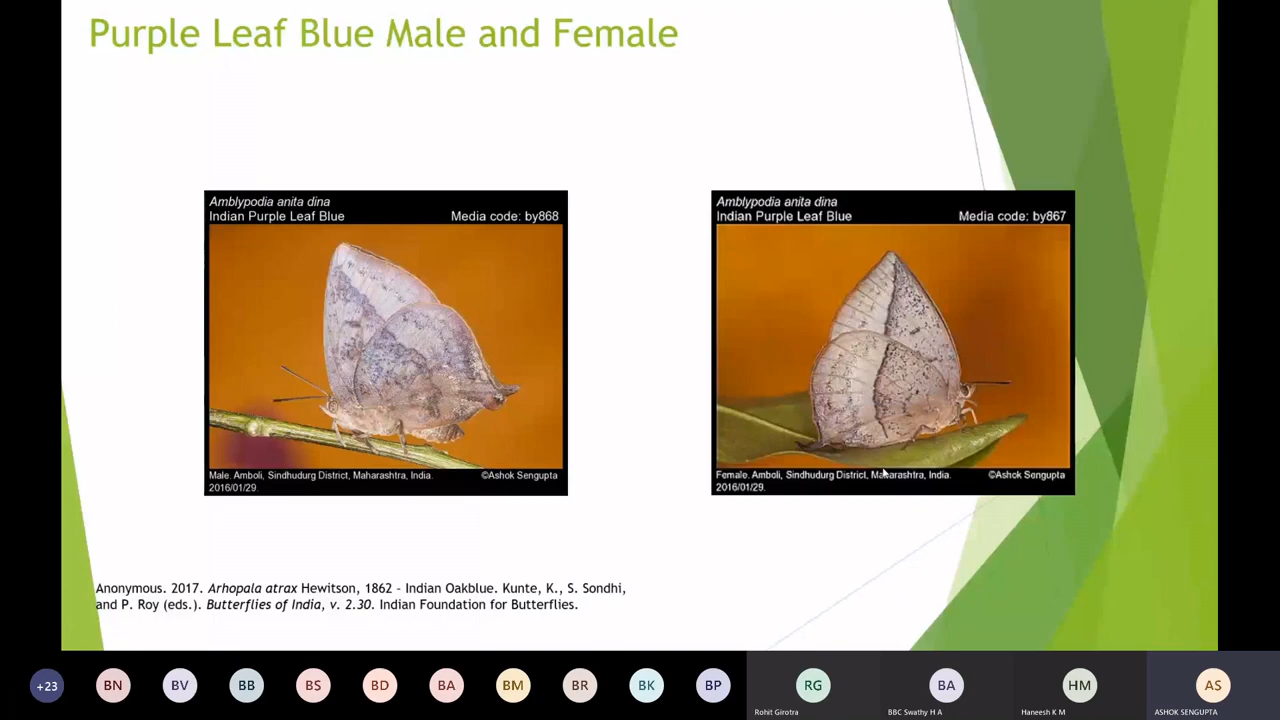 Purple Leaf Blue Male and Female
Amblypodia anita dina
Indian Purple Leaf Blue Media code: by868
Male. Amboli, Sindhudurg District, Maharashtra, India. ©Ashok Sengupta
2016/01/29.
Amblypodia anita dina
Indian Purple Leaf Blue Media code: by867
Female. Amboli, Sindhudurg District, Maharashtra, India. ©Ashok Sengupta
2016/01/29.
Anonymous. 2017. Arhopala atrax Hewitson, 1862 - Indian Oakblue. Kunte, K., S. Sondhi,
and P. Roy (eds.). Butterflies of India, v. 2.30. Indian Foundation for Butterflies.
+23 BN BV BB BS BD BA BM BR BK BP RG BA HM AS
Rohit Girotra BBC Swathy H A Haneesh K M ASHOK SENGUPTA